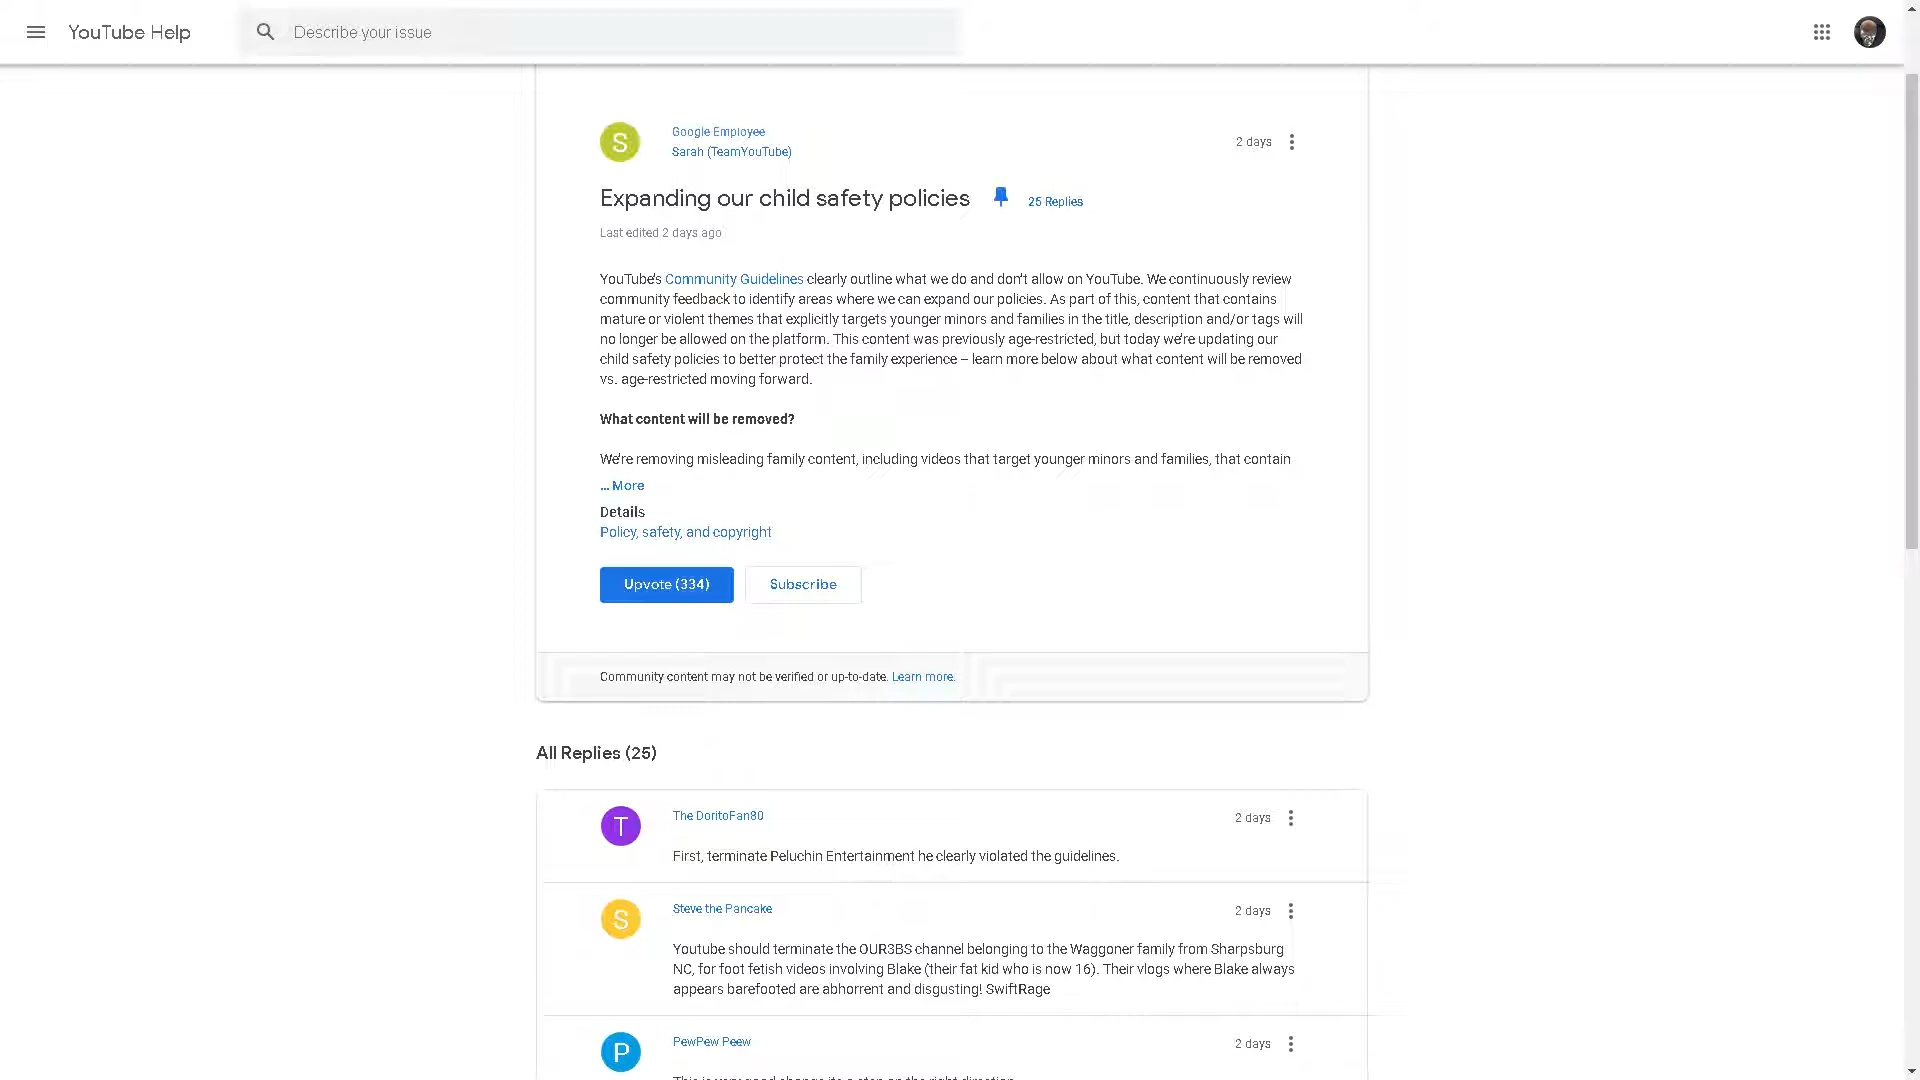 YouTube Help
Describe your issue
S
Google Employee
Sarah (TeamYouTube)
2 days
Expanding our child safety policies
25 Replies
Last edited 2 days ago
YouTube's Community Guidelines clearly outline what we do and don't allow on YouTube. We continuously review
community feedback to identify areas where we can expand our policies. As part of this, content that contains
mature or violent themes that explicitly targets younger minors and families in the title, description and/or tags will
no longer be allowed on the platform. This content was previously age-restricted, but today we're updating our
child safety policies to better protect the family experience – learn more below about what content will be removed
vs. age-restricted moving forward.
What content will be removed?
We're removing misleading family content, including videos that target younger minors and families, that contain
... More
Details
Policy, safety, and copyright
Upvote (334)
Subscribe
Community content may not be verified or up-to-date. Learn more.
All Replies (25)
T
The DoritoFan80
2 days
First, terminate Peluchin Entertainment he clearly violated the guidelines.
S
Steve the Pancake
2 days
Youtube should terminate the OUR3BS channel belonging to the Waggoner family from Sharpsburg
NC, for foot fetish videos involving Blake (their fat kid who is now 16). Their vlogs where Blake always
appears barefooted are abhorrent and disgusting! SwiftRage
P
PewPew Peew
2 days